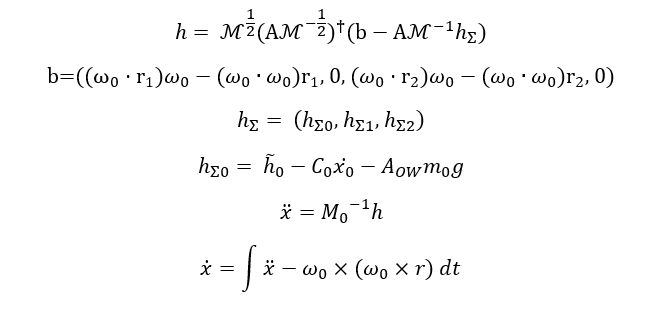 h = ℳ^{1/2}(Aℳ^{-1/2})^†(b − Aℳ^{−1}h_Σ)
b=((ω₀ · r₁)ω₀ − (ω₀ · ω₀)r₁, 0, (ω₀ · r₂)ω₀ − (ω₀ · ω₀)r₂, 0)
h_Σ = (h_{Σ0}, h_{Σ1}, h_{Σ2})
h_{Σ0} = h̃₀ − C₀ẋ₀ − A_{OW}m₀g
ẍ = M₀^{−1}h
ẋ = ∫ ẍ − ω₀ × (ω₀ × r) dt